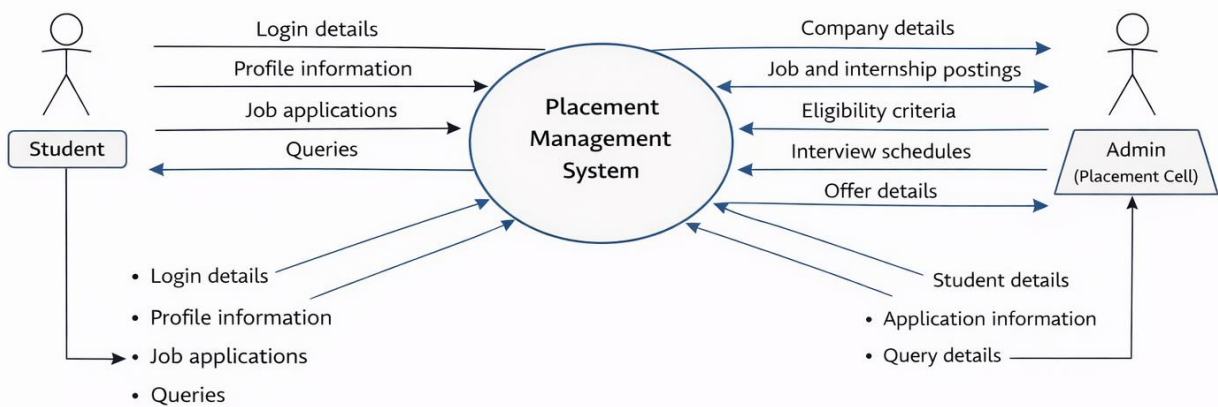 Login details
Profile information
Job applications
Queries
Student
Placement
Management
System
Company details
Job and internship postings
Eligibility criteria
Interview schedules
Offer details
Admin
(Placement Cell)
• Login details
• Profile information
• Job applications
• Queries
Student details
• Application information
• Query details